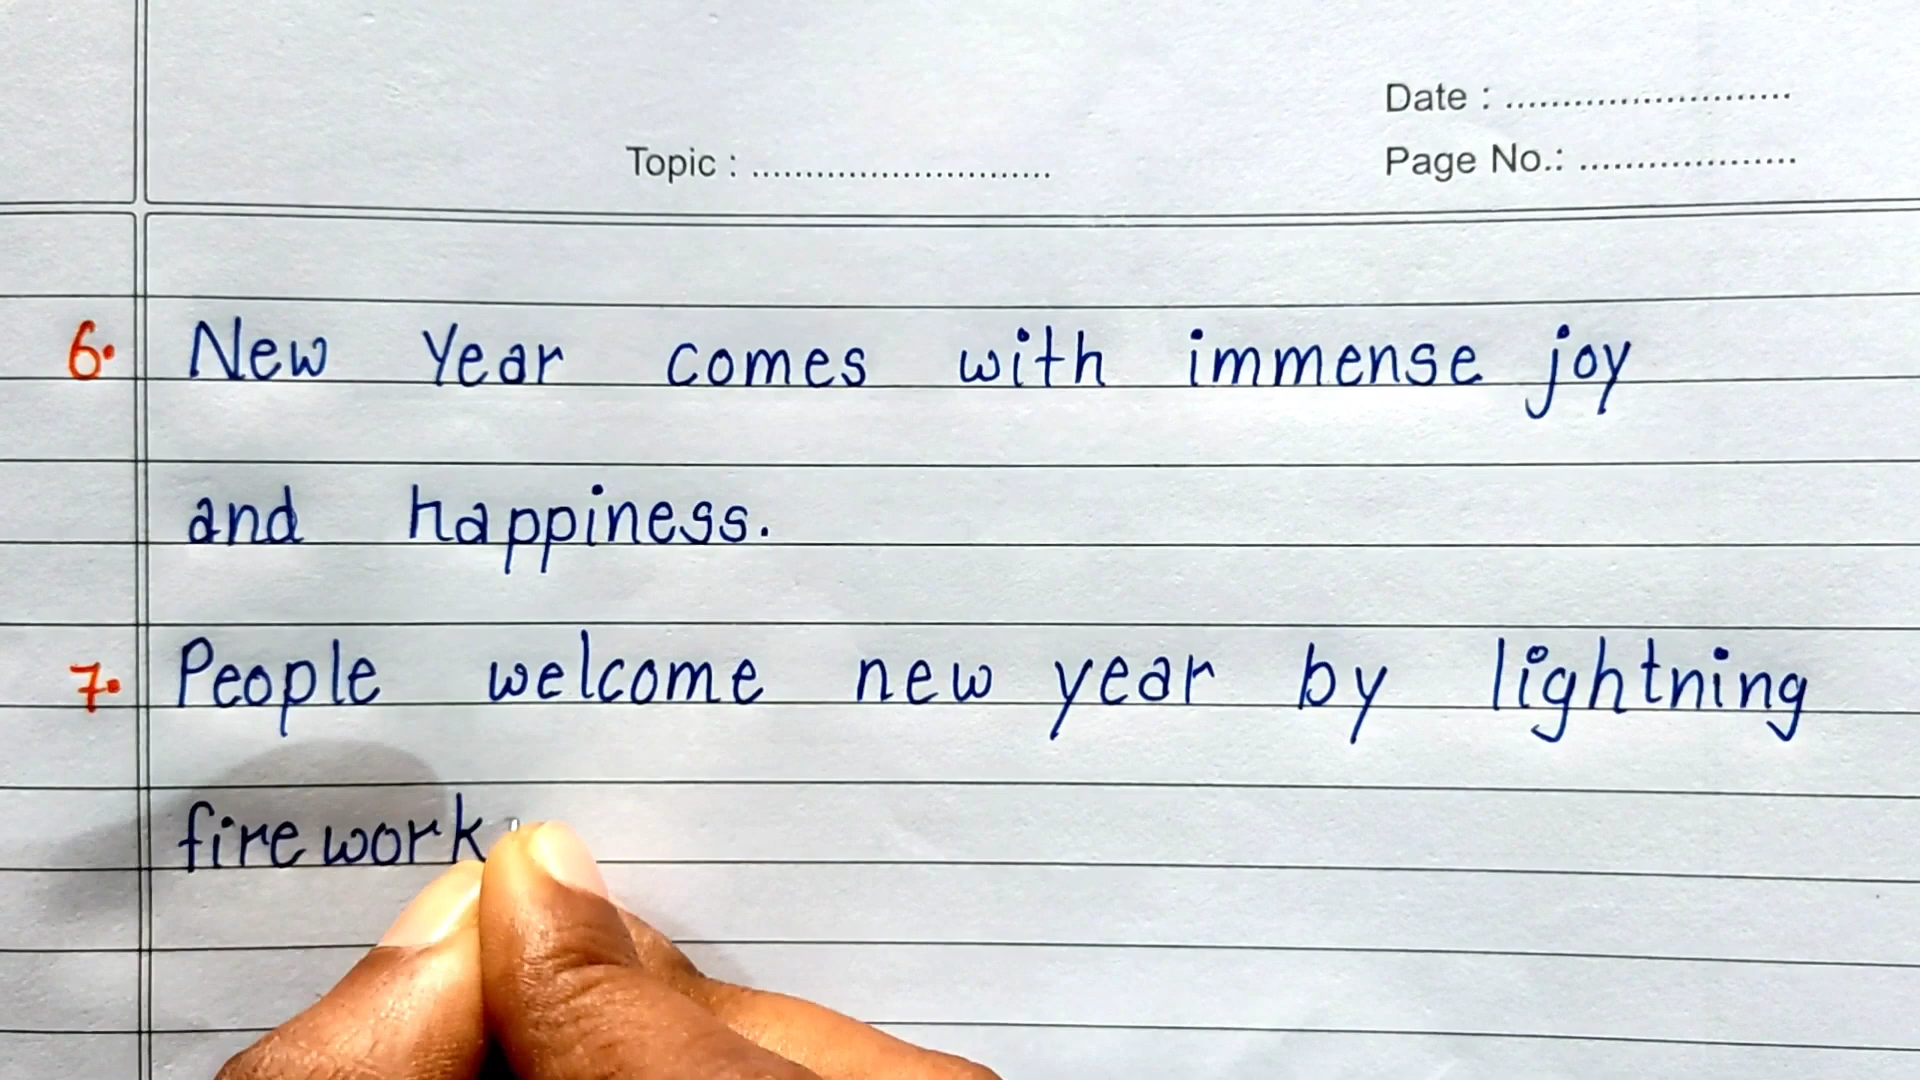 Date : ..........................
Topic : ...........................
Page No.: ...................
6. New Year comes with immense joy
and happiness.
7. People welcome new year by lightning
firework